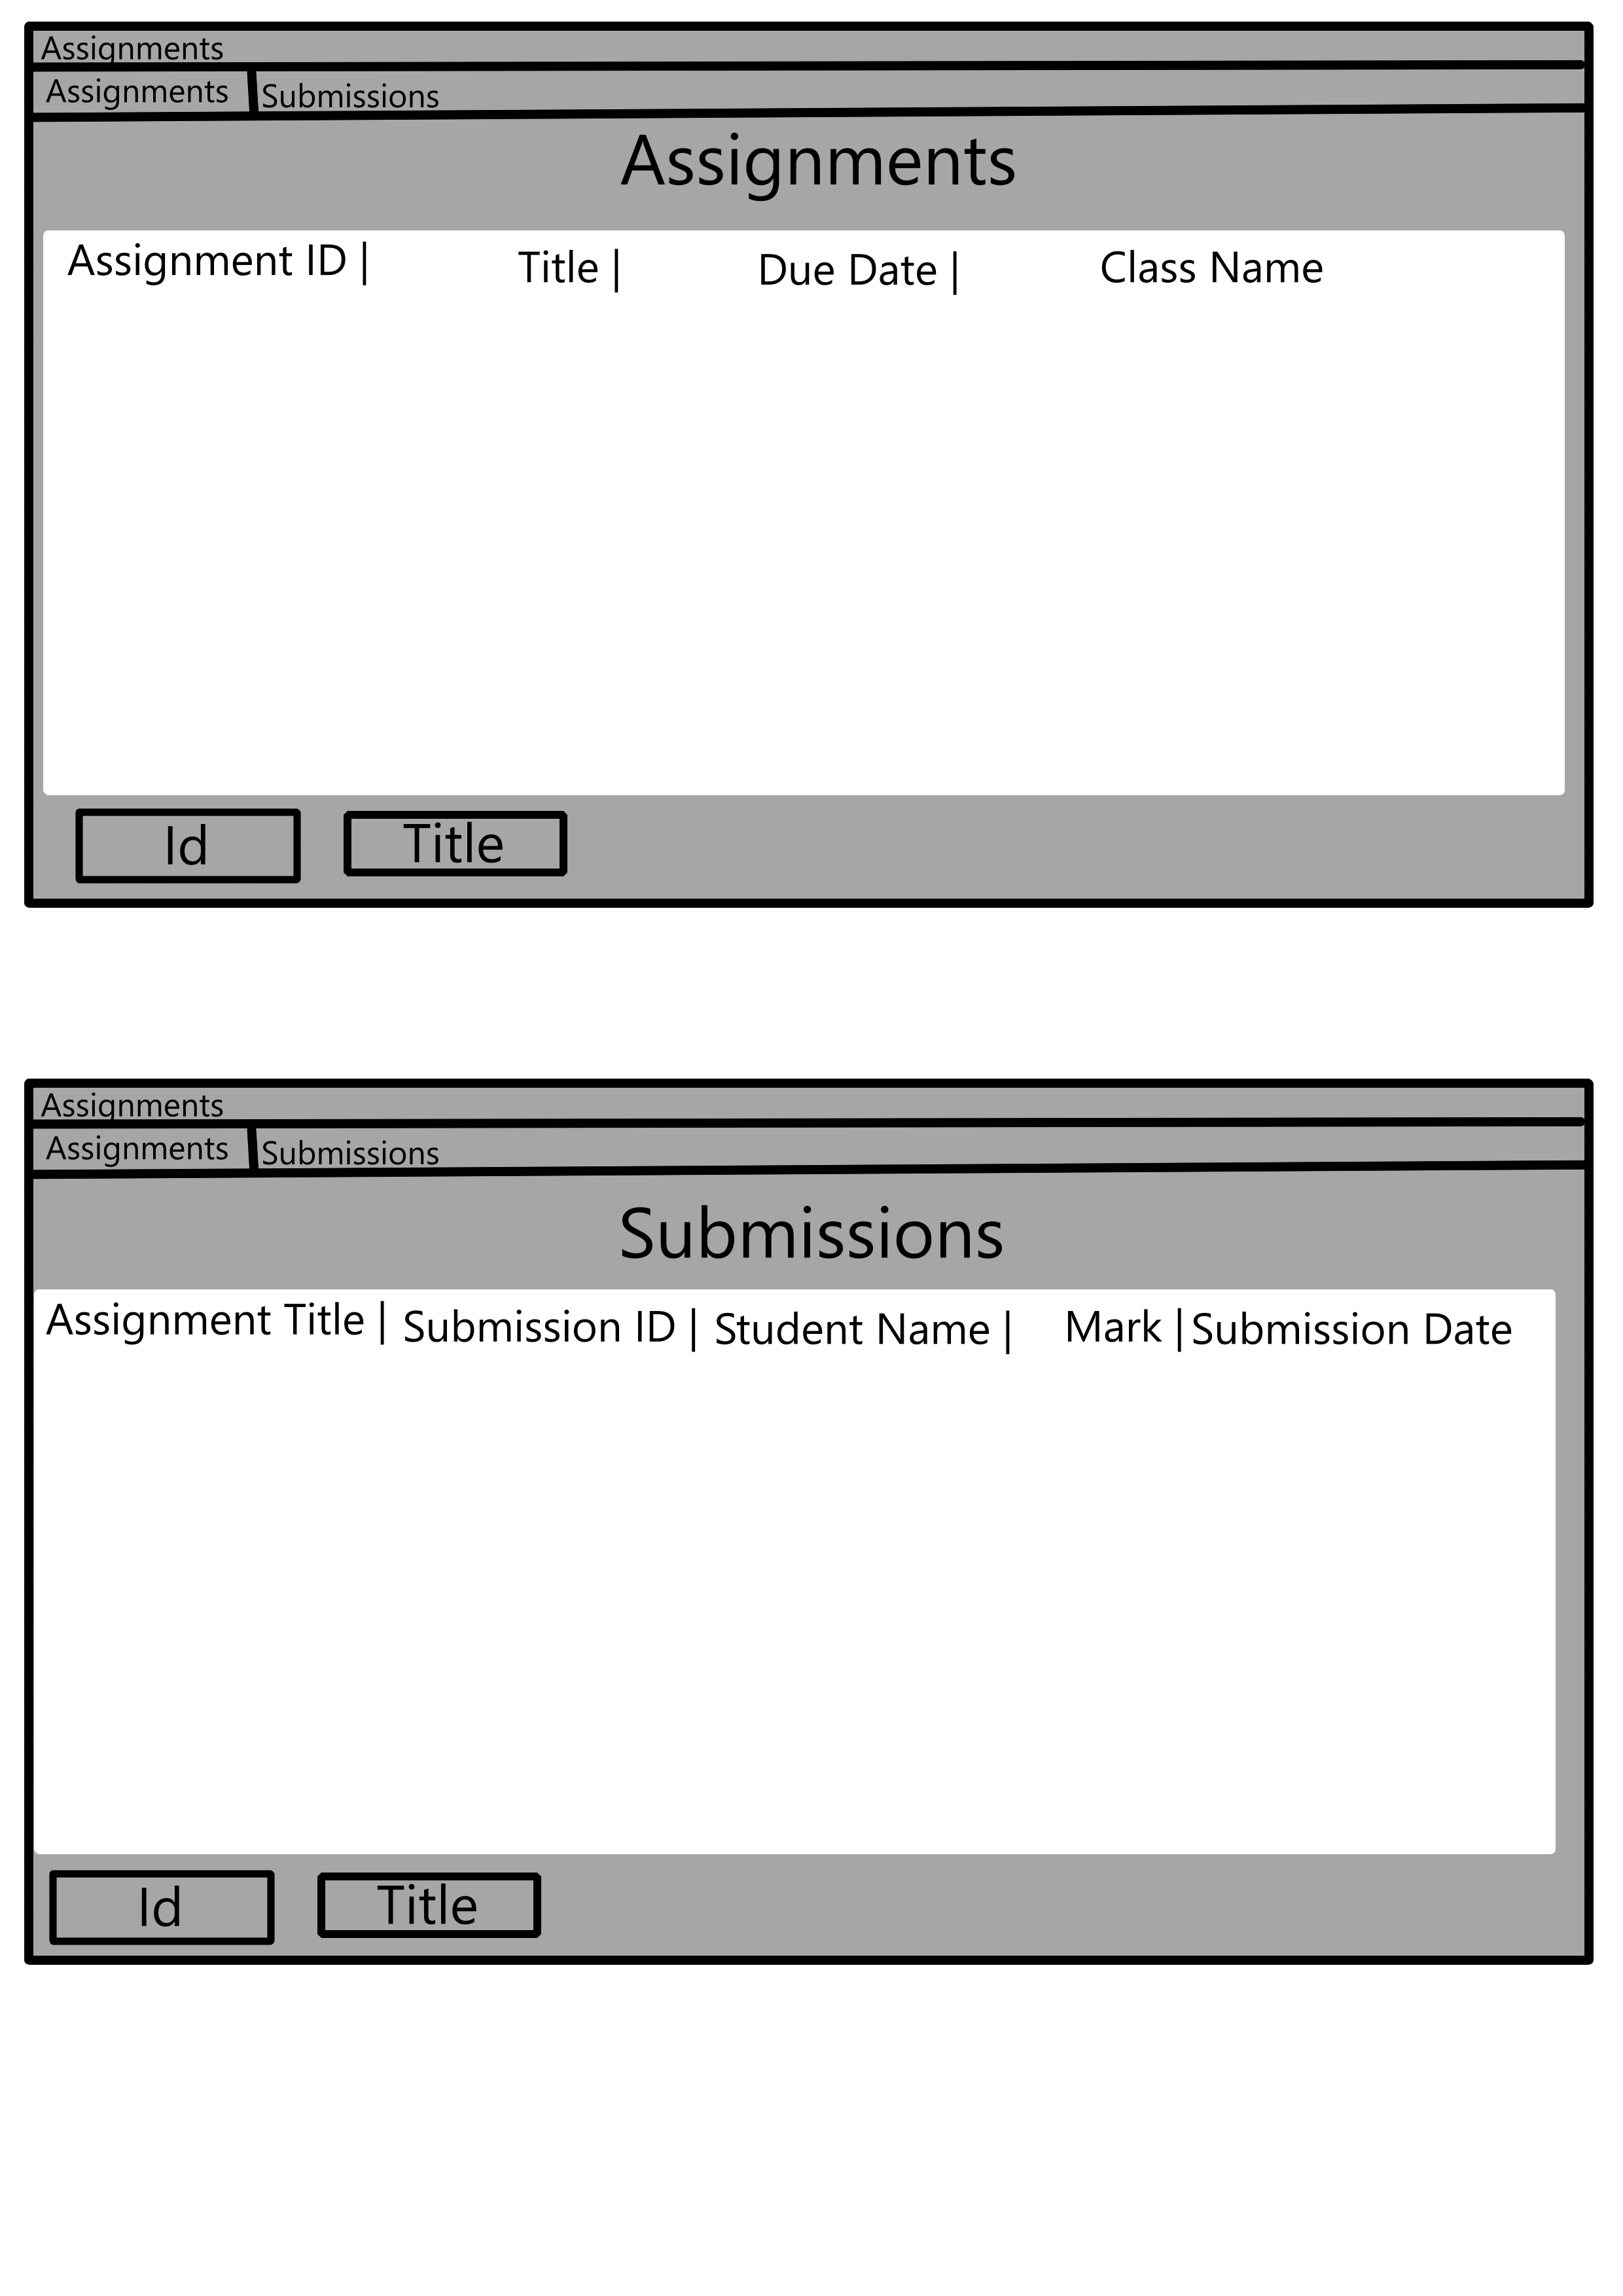 Assignments
Assignments Submissions
Assignments
Assignment ID | Title | Due Date | Class Name
Id Title
Assignments
Assignments Submissions
Submissions
Assignment Title | Submission ID | Student Name | Mark | Submission Date
Id Title